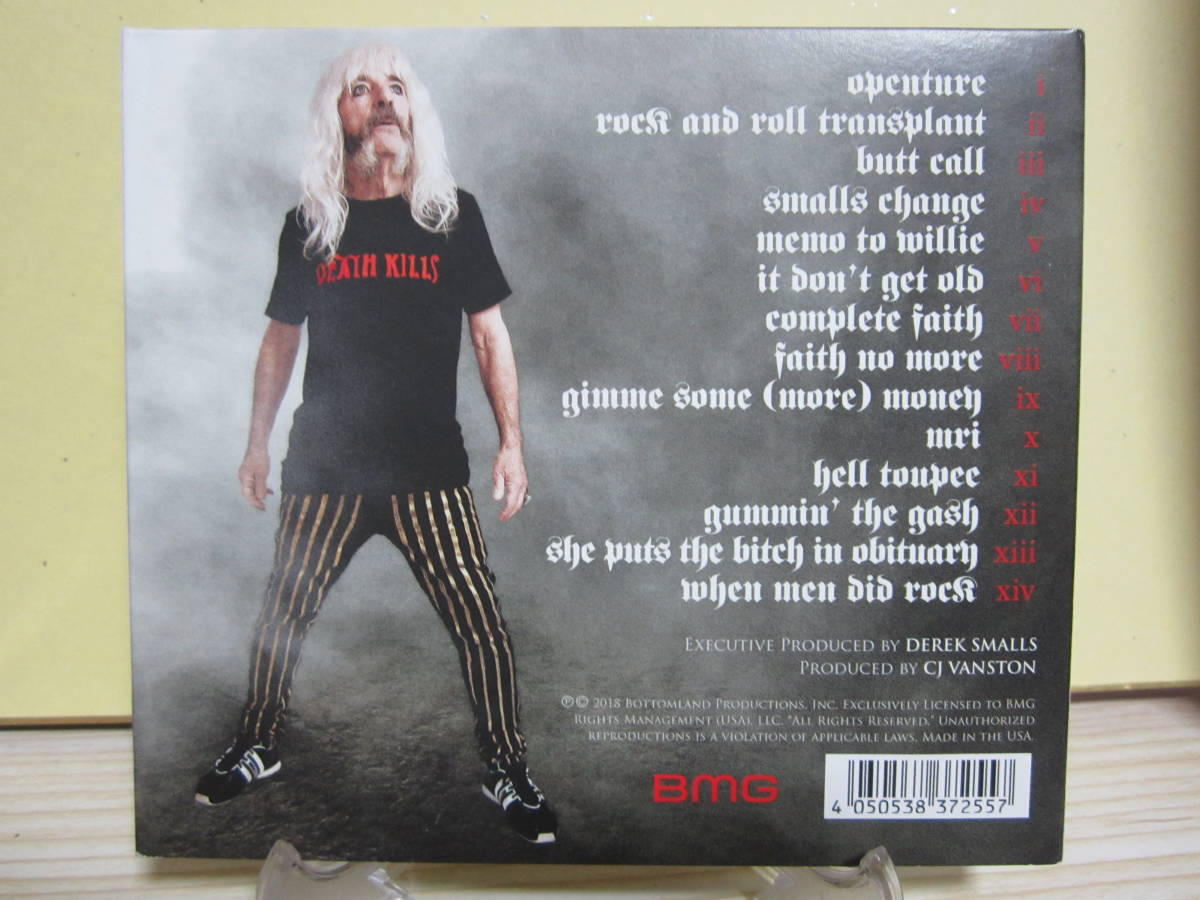 DEATH KILLS
openture i
rock and roll transplant ii
butt call iii
smalls change iv
memo to willie v
it don't get old vi
complete faith vii
faith no more viii
gimme some (more) money ix
mri x
hell toupee xi
gummin' the gash xii
she puts the bitch in obituary xiii
when men did rock xiv
EXECUTIVE PRODUCED BY DEREK SMALLS
PRODUCED BY CJ VANSTON
℗© 2018 BOTTOMLAND PRODUCTIONS, INC. EXCLUSIVELY LICENSED TO BMG
RIGHTS MANAGEMENT (USA), LLC. "ALL RIGHTS RESERVED." UNAUTHORIZED
REPRODUCTIONS IS A VIOLATION OF APPLICABLE LAWS. MADE IN THE USA.
BMG
4 050538 372557